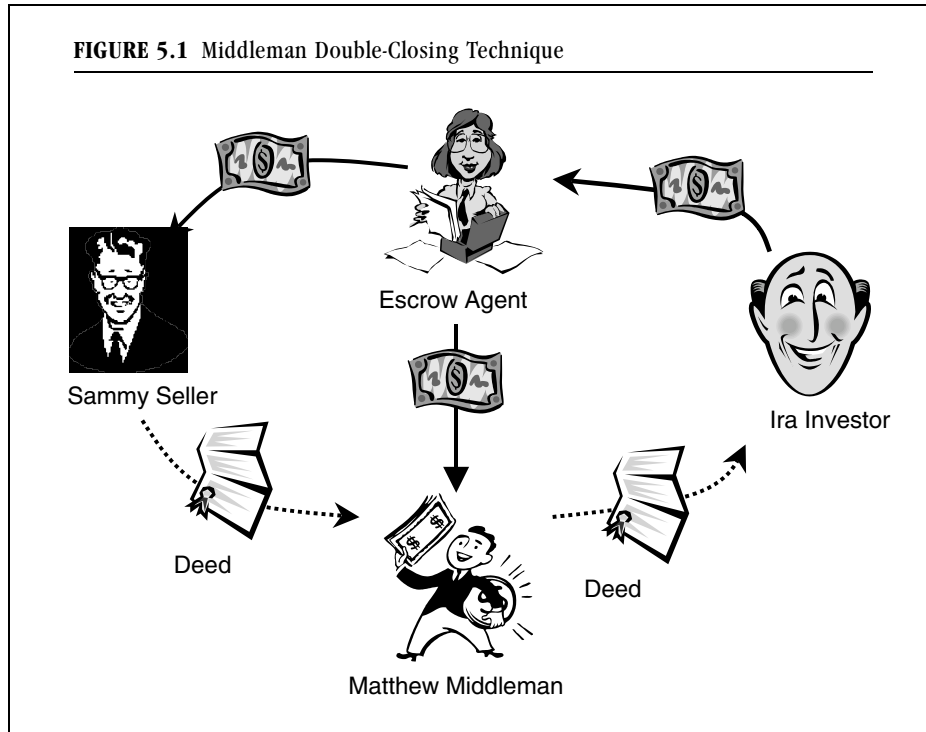 FIGURE 5.1 Middleman Double-Closing Technique
$
$
Escrow Agent
Sammy Seller
$
Ira Investor
Deed
$
$
Deed
Matthew Middleman